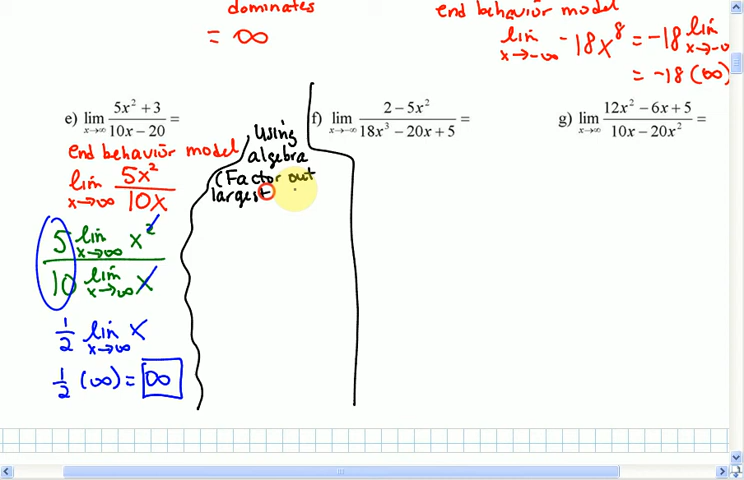 dominates
= ∞
end behavior model
lim x→-∞ -18x⁸ = -18 lim x→-∞
= -18(∞)
e) lim x→∞ (5x² + 3)/(10x − 20) =
end behavior model
lim x→∞ 5x²/10x
5 lim x→∞ x²
10 lim x→∞ x
1/2 lim x→∞ x
1/2 (∞) = ∞
Using
algebra
(Factor out
largest
f) lim x→-∞ (2 − 5x²)/(18x³ − 20x + 5) =
g) lim x→∞ (12x² − 6x + 5)/(10x − 20x²) =